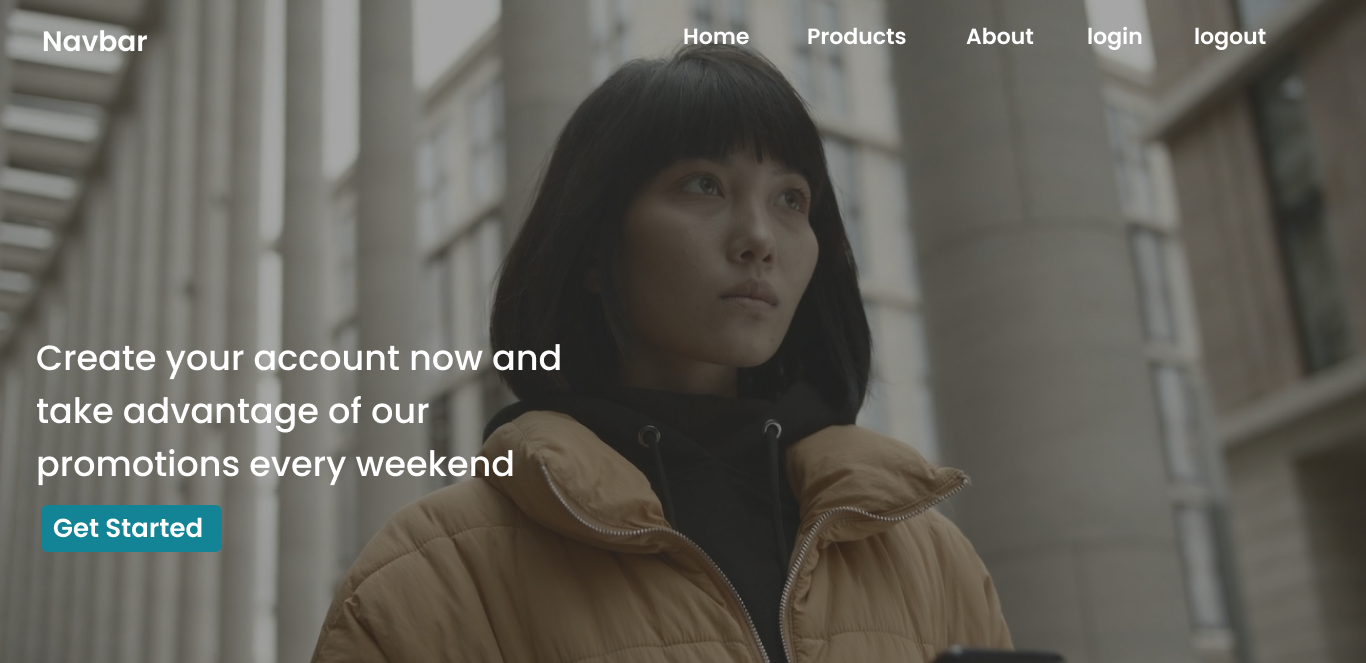 Navbar
Home Products About login logout
Create your account now and
take advantage of our
promotions every weekend
Get Started